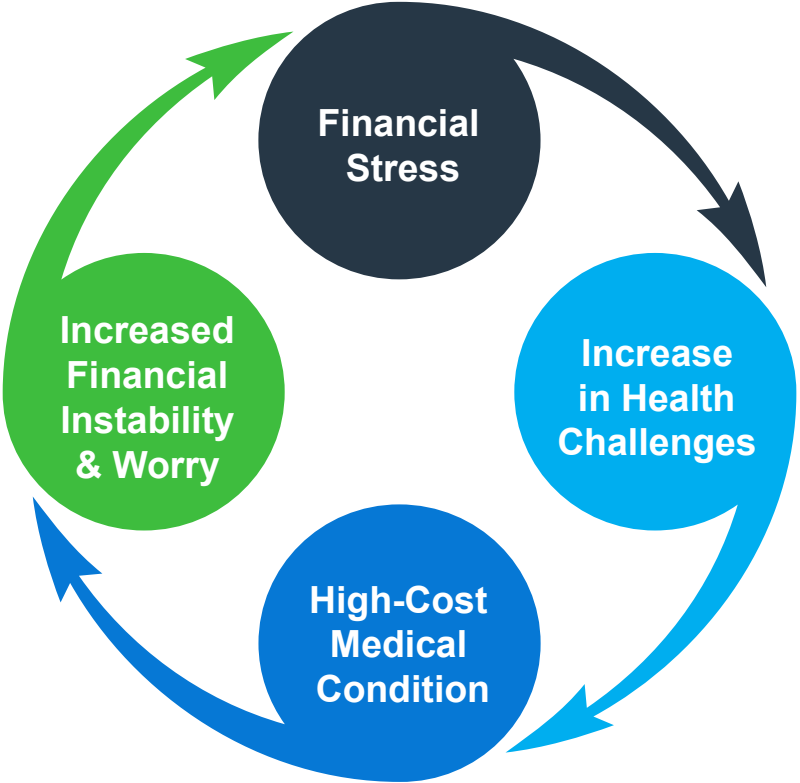 Financial
Stress
Increase
in Health
Challenges
High-Cost
Medical
Condition
Increased
Financial
Instability
& Worry